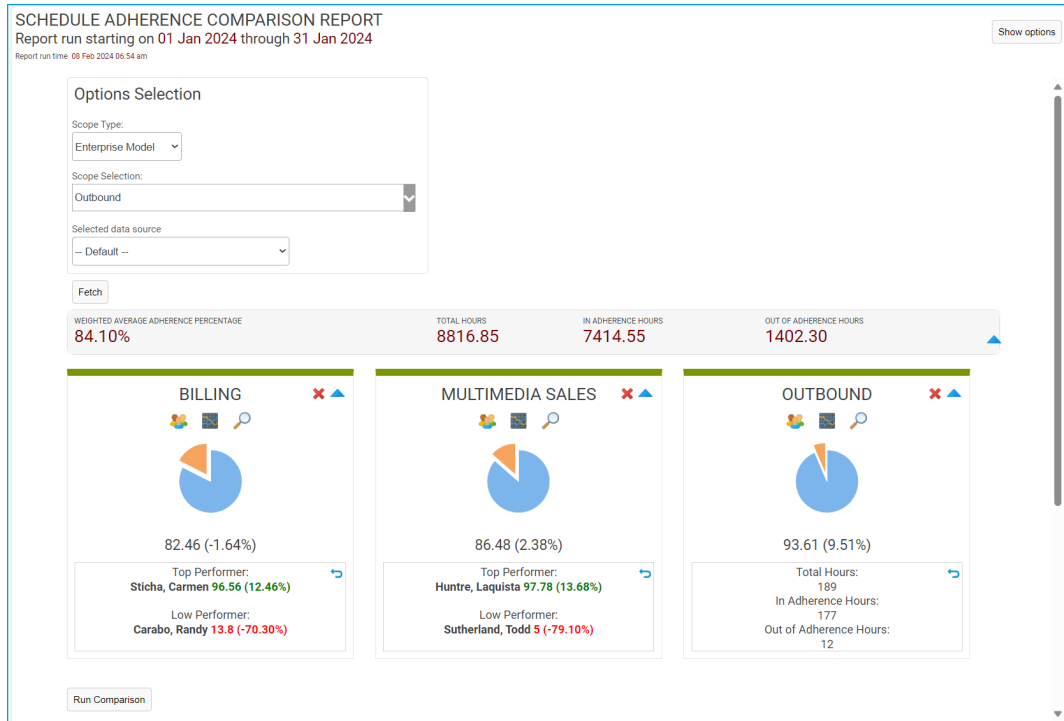 SCHEDULE ADHERENCE COMPARISON REPORT
Report run starting on 01 Jan 2024 through 31 Jan 2024
Report run time 08 Feb 2024 06:54 am
Show options
Options Selection
Scope Type:
Enterprise Model
Scope Selection:
Outbound
Selected data source
-- Default --
Fetch
WEIGHTED AVERAGE ADHERENCE PERCENTAGE
84.10%
TOTAL HOURS
8816.85
IN ADHERENCE HOURS
7414.55
OUT OF ADHERENCE HOURS
1402.30
BILLING
82.46 (-1.64%)
Top Performer:
Sticha, Carmen 96.56 (12.46%)
Low Performer:
Carabo, Randy 13.8 (-70.30%)
MULTIMEDIA SALES
86.48 (2.38%)
Top Performer:
Huntre, Laquista 97.78 (13.68%)
Low Performer:
Sutherland, Todd 5 (-79.10%)
OUTBOUND
93.61 (9.51%)
Total Hours:
189
In Adherence Hours:
177
Out of Adherence Hours:
12
Run Comparison